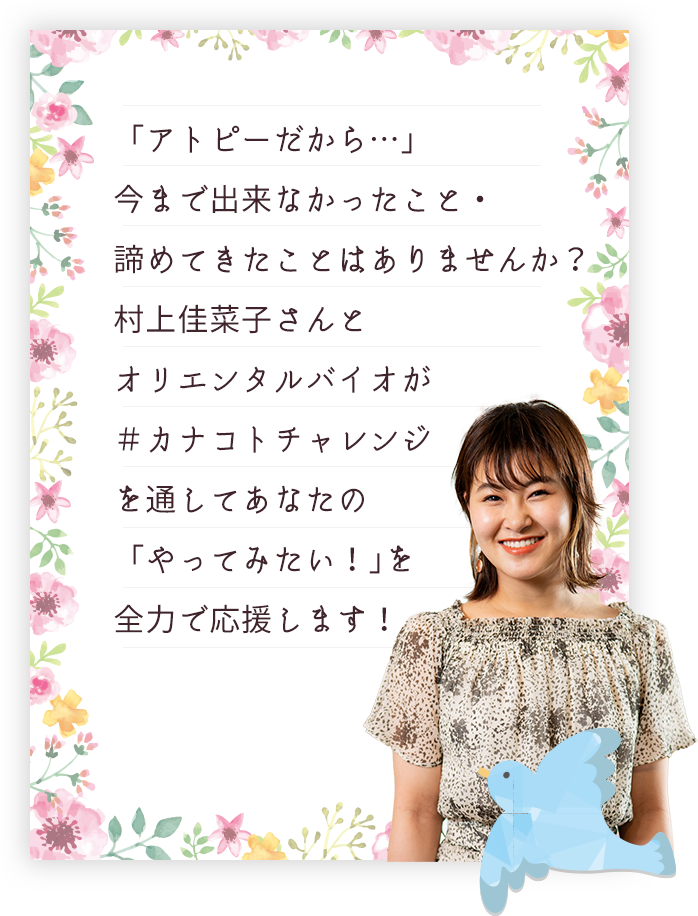 「アトピーだから…」
今まで出来なかったこと・
諦めてきたことはありませんか？
村上佳菜子さんと
オリエンタルバイオが
＃カナコトチャレンジ
を通してあなたの
「やってみたい！」を
全力で応援します！